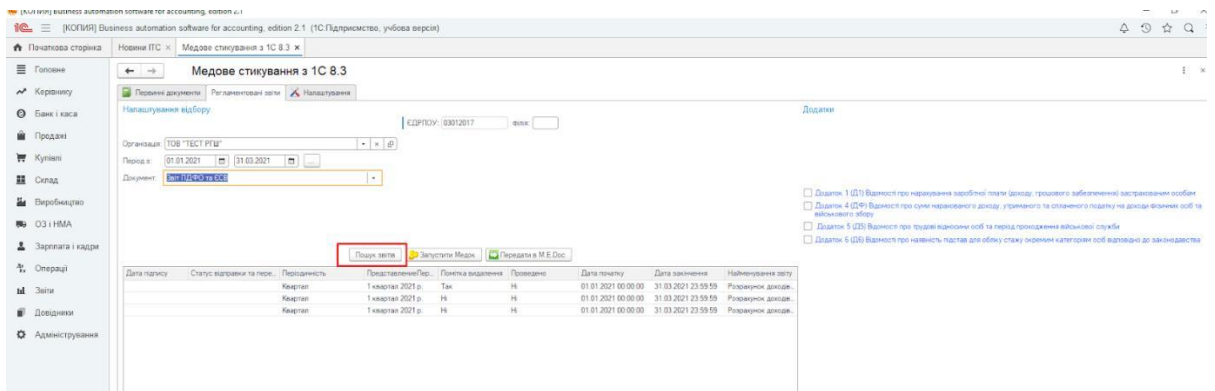 [КОПИЯ] Business automation software for accounting, edition 2.1
1С [КОПИЯ] Business automation software for accounting, edition 2.1 (1С:Підприємство, учбова версія)
Початкова сторінка Новини ІТС × Медове стикування з 1С 8.3 ×
Головне
Керівнику
Банк і каса
Продажі
Купівлі
Склад
Виробництво
ОЗ і НМА
Зарплата і кадри
Операції
Звіти
Довідники
Адміністрування
Медове стикування з 1С 8.3
Первинні документи Регламентовані звіти Налаштування
Налаштування відбору
ЄДРПОУ: 03012017 філія:
Організація: ТОВ "ТЕСТ РГШ"
Період з: 01.01.2021 31.03.2021 ...
Документ: Звіт ПДФО та ЄСВ
Пошук звітів Запустити Медок Передати в M.E.Doc
Дата підпису Статус відправки та пере... Періодичність ПредставлениеПер... Помітка видалення Проведено Дата початку Дата закінчення Найменування звіту
Квартал 1 квартал 2021 р. Так Ні 01.01.2021 00:00:00 31.03.2021 23:59:59 Розрахунок доходів...
Квартал 1 квартал 2021 р. Ні Ні 01.01.2021 00:00:00 31.03.2021 23:59:59 Розрахунок доходів...
Квартал 1 квартал 2021 р. Ні Ні 01.01.2021 00:00:00 31.03.2021 23:59:59 Розрахунок доходів...
Додатки
Додаток 1 (Д1) Відомості про нарахування заробітної плати (доходу, грошового забезпечення) застрахованим особам
Додаток 4 (ДФ) Відомості про суми нарахованого доходу, утриманого та сплаченого податку на доходи фізичних осіб та
військового збору
Додаток 5 (Д5) Відомості про трудові відносини осіб та період проходження військової служби
Додаток 6 (Д6) Відомості про наявність підстав для обліку стажу окремим категоріям осіб відповідно до законодавства